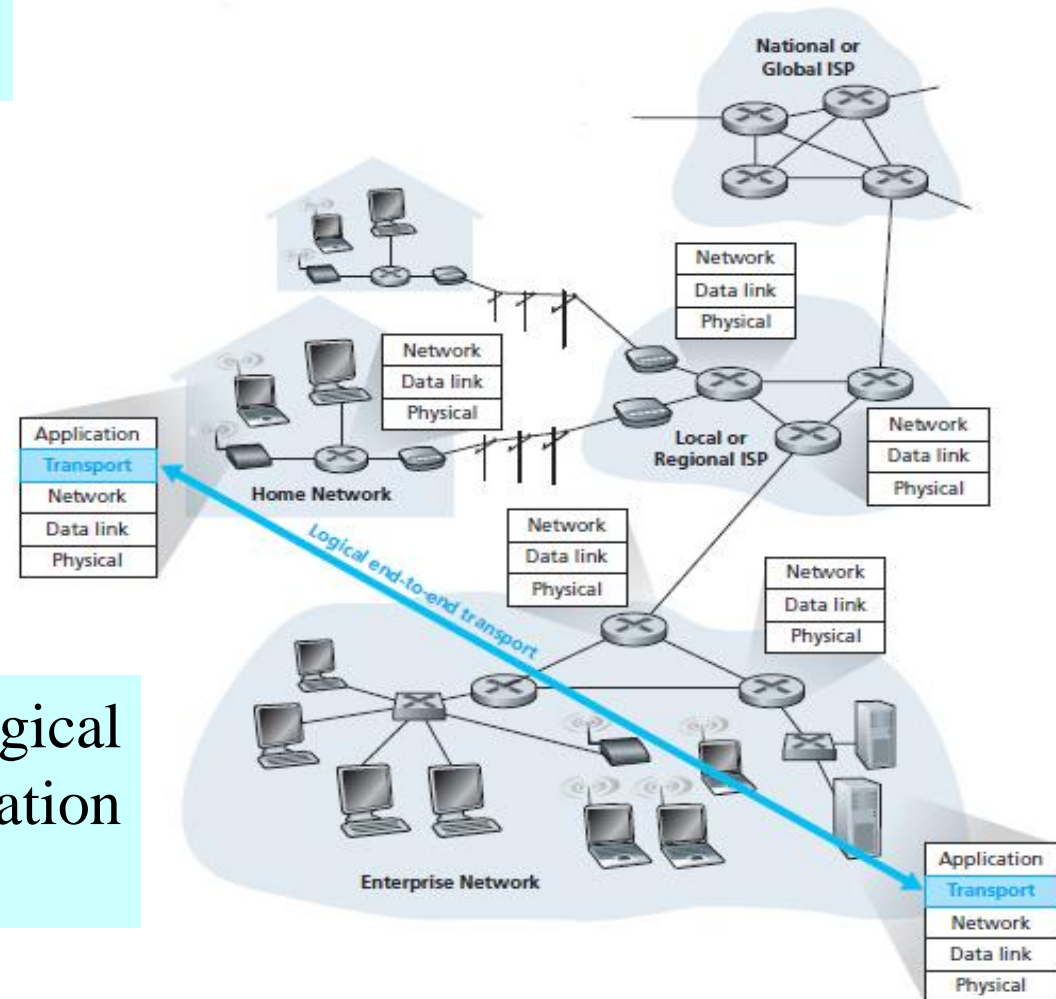 National or
Global ISP
Network
Data link
Physical
Network
Data link
Physical
Application
Transport
Network
Data link
Physical
Home Network
Local or
Regional ISP
Network
Data link
Physical
Logical end-to-end transport
Network
Data link
Physical
Network
Data link
Physical
gical
ation
Enterprise Network
Application
Transport
Network
Data link
Physical